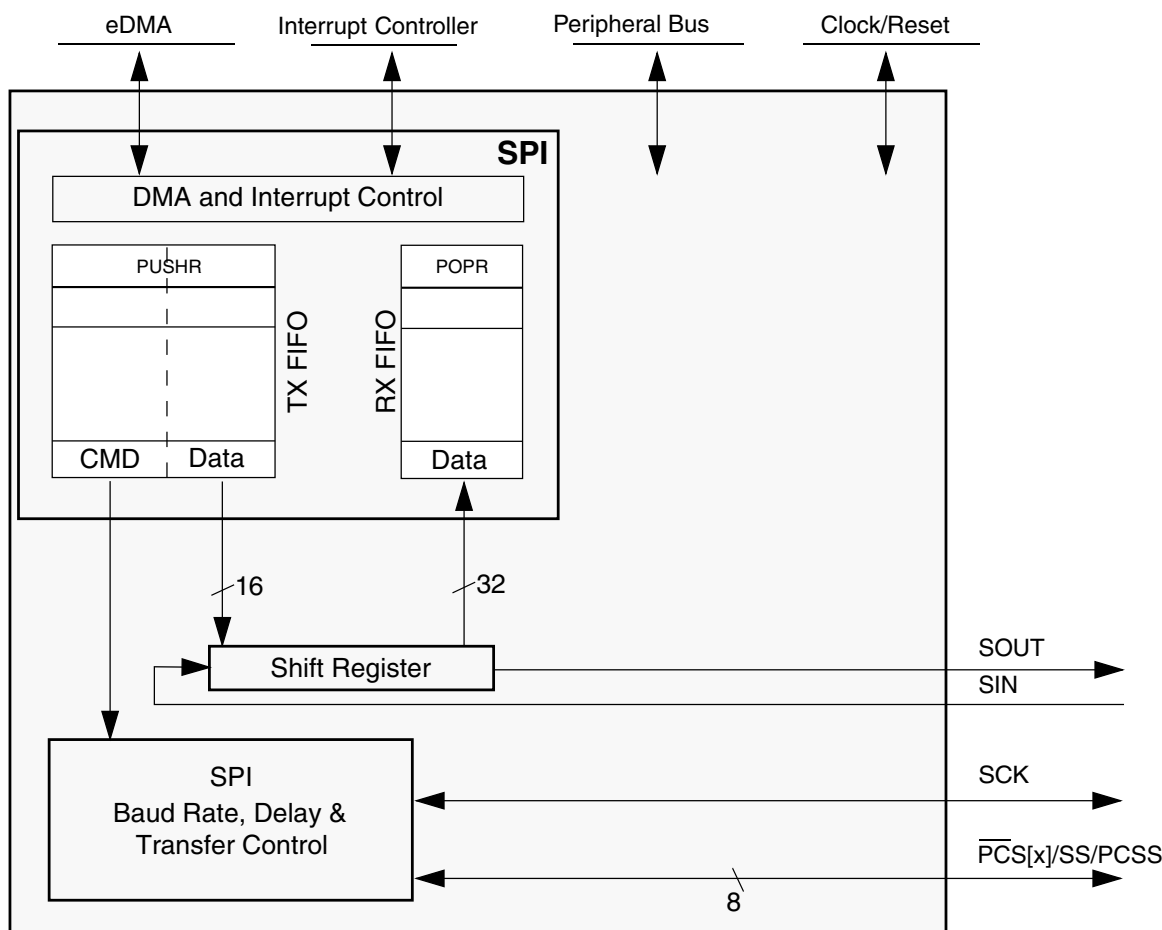 eDMA
Interrupt Controller
Peripheral Bus
Clock/Reset
SPI
DMA and Interrupt Control
PUSHR
POPR
TX FIFO
RX FIFO
CMD
Data
Data
16
32
Shift Register
SOUT
SIN
SPI
Baud Rate, Delay &
Transfer Control
SCK
PCS[x]/SS/PCSS
8